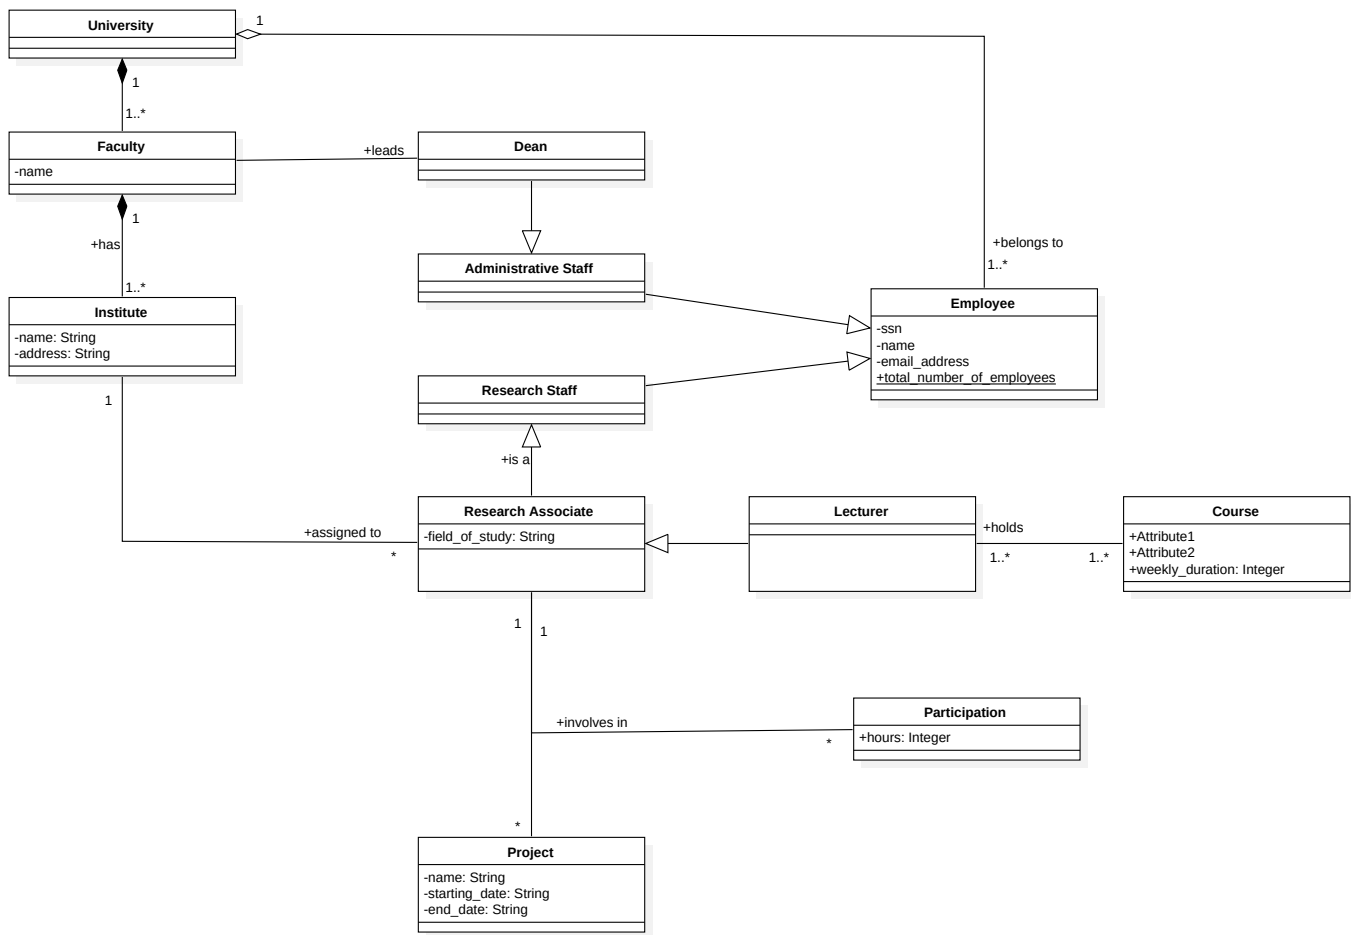 University
1
1
1..*
Faculty
-name
+leads
Dean
1
+has
1..*
Administrative Staff
+belongs to
1..*
Institute
-name: String
-address: String
Employee
-ssn
-name
-email_address
+total_number_of_employees
Research Staff
1
+is a
+assigned to
*
Research Associate
-field_of_study: String
Lecturer
+holds
1..*
1..*
Course
+Attribute1
+Attribute2
+weekly_duration: Integer
1
1
+involves in
*
Participation
+hours: Integer
*
Project
-name: String
-starting_date: String
-end_date: String